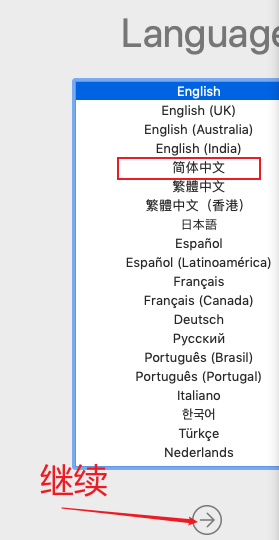 Language
English
English (UK)
English (Australia)
English (India)
简体中文
繁體中文
繁體中文（香港）
日本語
Español
Español (Latinoamérica)
Français
Français (Canada)
Deutsch
Русский
Português (Brasil)
Português (Portugal)
Italiano
한국어
Türkçe
Nederlands
继续